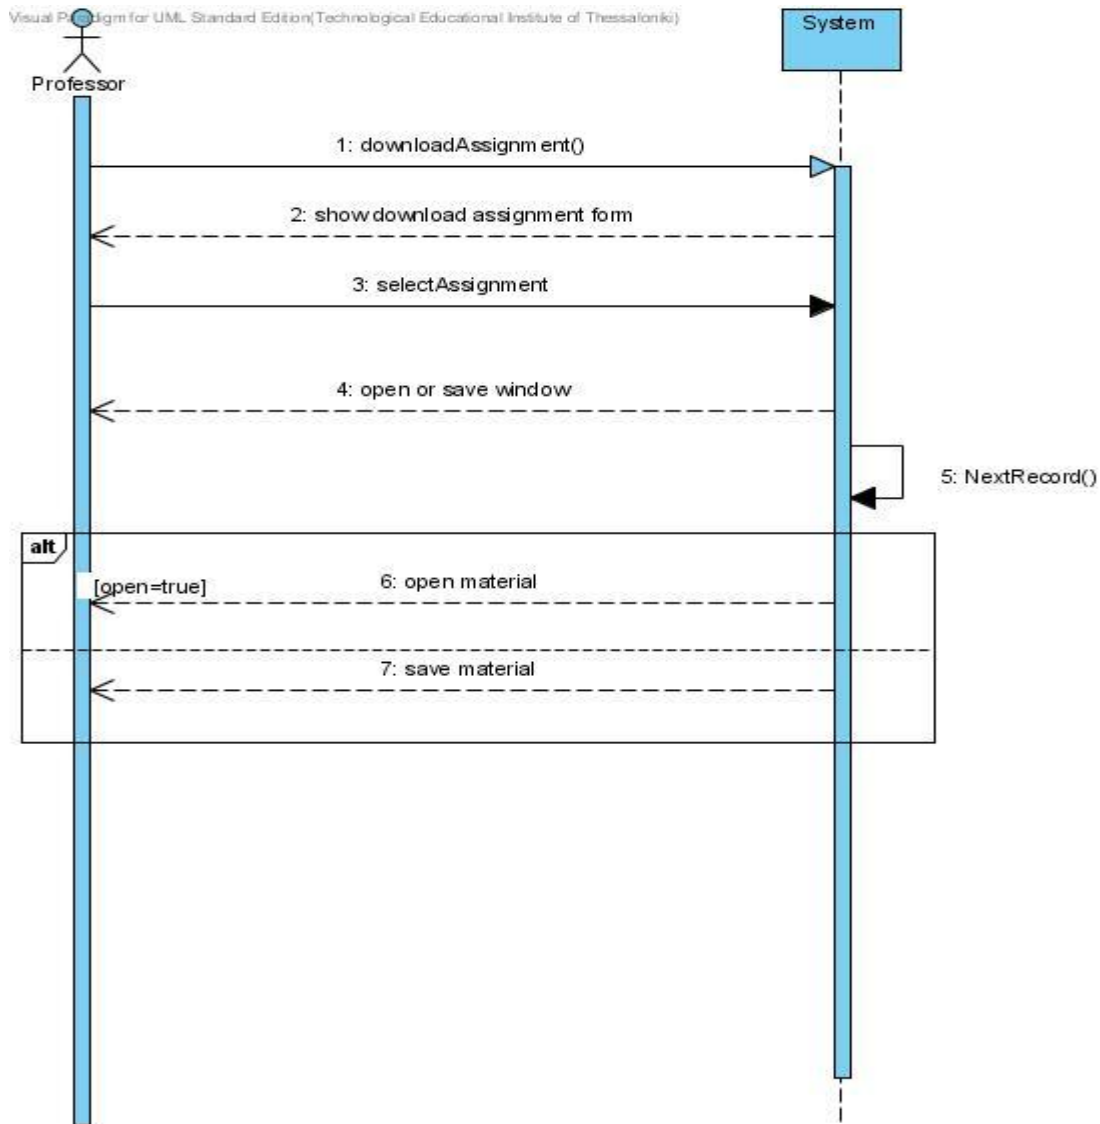 Visual Paradigm for UML Standard Edition(Technological Educational Institute of Thessaloniki)
System
Professor
1: downloadAssignment()
2: show download assignment form
3: selectAssignment
4: open or save window
5: NextRecord()
alt
[open=true]
6: open material
7: save material